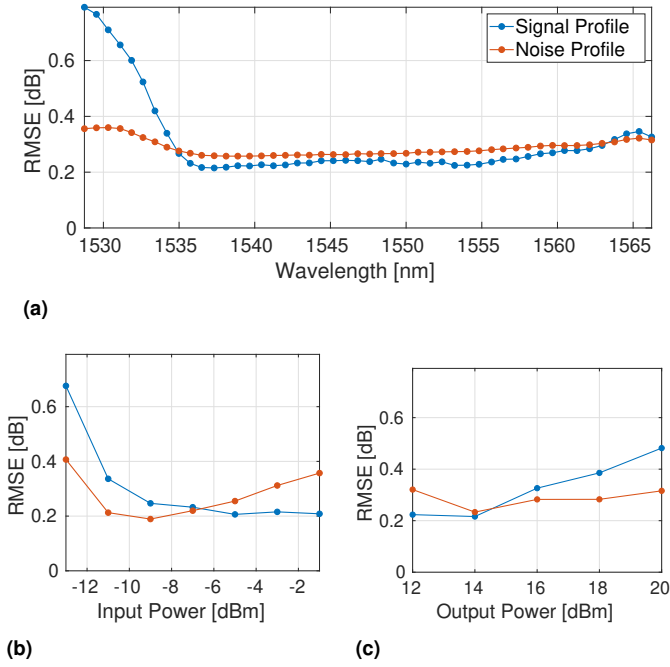 RMSE [dB]
0.6
0.4
0.2
0
Signal Profile
Noise Profile
1530 1535 1540 1545 1550 1555 1560 1565
Wavelength [nm]
(a)
RMSE [dB]
0.6
0.4
0.2
0
-12 -10 -8 -6 -4 -2
Input Power [dBm]
(b)
RMSE [dB]
0.6
0.4
0.2
0
12 14 16 18 20
Output Power [dBm]
(c)